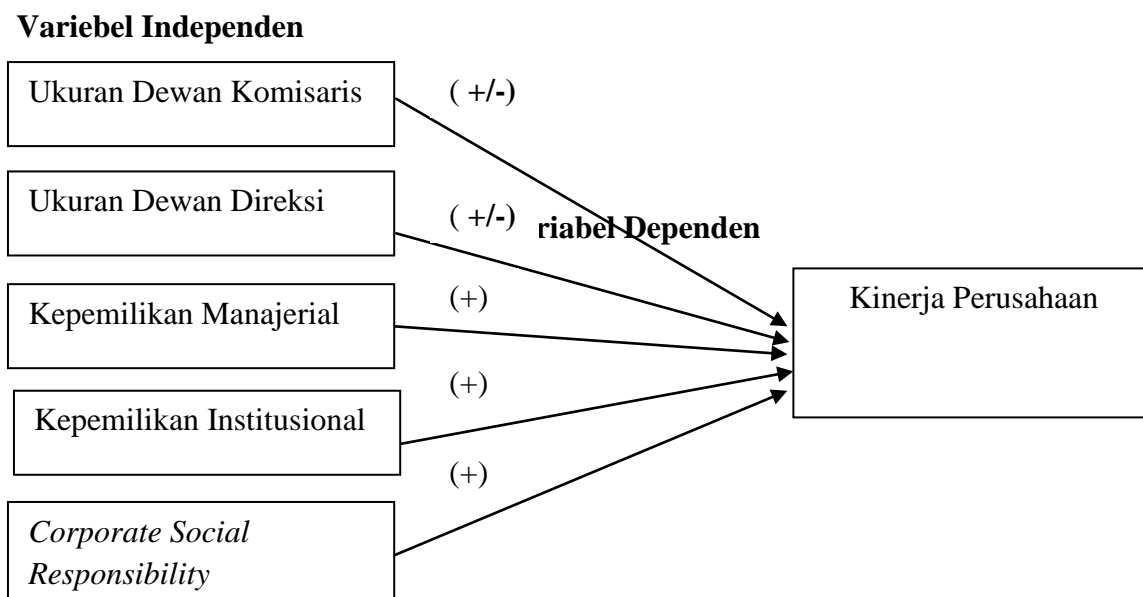 Variebel Independen
Ukuran Dewan Komisaris
( +/-)
Ukuran Dewan Direksi
( +/-)
riabel Dependen
Kepemilikan Manajerial
(+)
Kinerja Perusahaan
Kepemilikan Institusional
(+)
(+)
Corporate Social
Responsibility